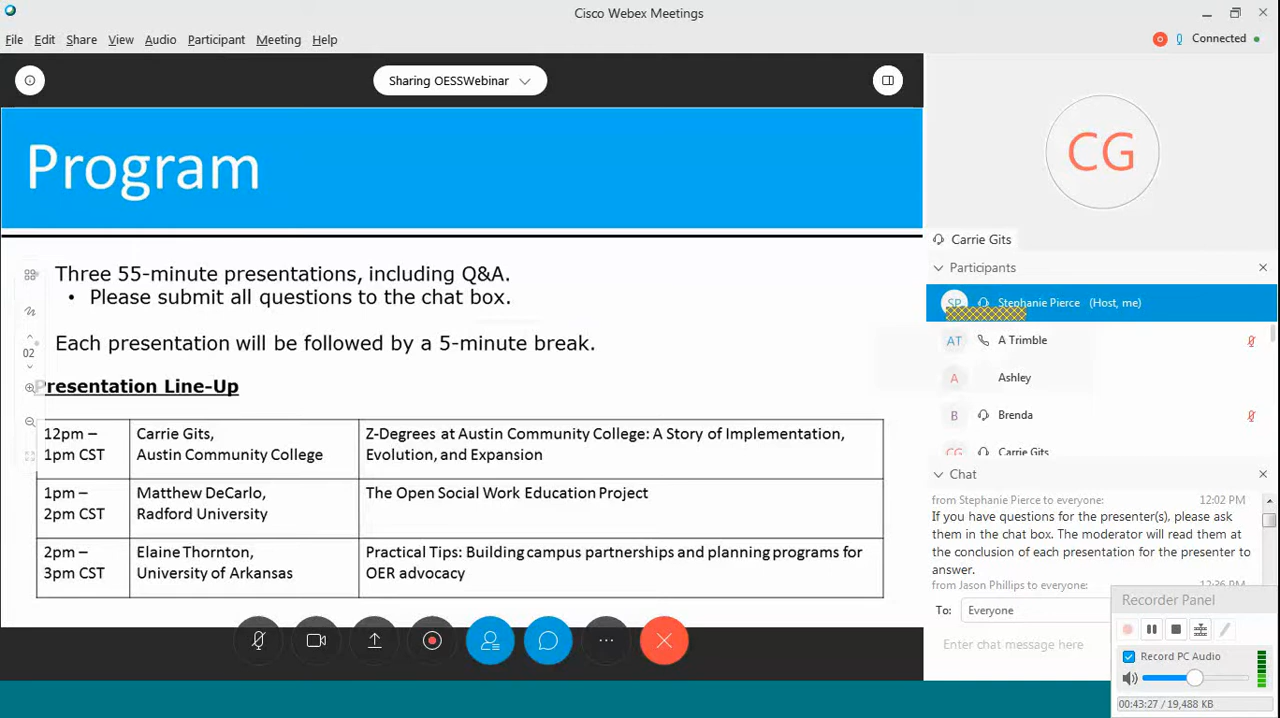 Cisco Webex Meetings
File Edit Share View Audio Participant Meeting Help
Connected
Sharing OESSWebinar
Program
Three 55-minute presentations, including Q&A.
• Please submit all questions to the chat box.
Each presentation will be followed by a 5-minute break.
02
Presentation Line-Up
12pm –
1pm CST
Carrie Gits,
Austin Community College
Z-Degrees at Austin Community College: A Story of Implementation,
Evolution, and Expansion
1pm –
2pm CST
Matthew DeCarlo,
Radford University
The Open Social Work Education Project
2pm –
3pm CST
Elaine Thornton,
University of Arkansas
Practical Tips: Building campus partnerships and planning programs for
OER advocacy
CG
Carrie Gits
Participants
SP Stephanie Pierce (Host, me)
AT A Trimble
A Ashley
B Brenda
CG Carrie Gits
Chat
from Stephanie Pierce to everyone: 12:02 PM
If you have questions for the presenter(s), please ask
them in the chat box. The moderator will read them at
the conclusion of each presentation for the presenter to
answer.
from Jason Phillips to everyone: 12:36 PM
To: Everyone
Enter chat message here
Recorder Panel
Record PC Audio
00:43:27 / 19,488 KB